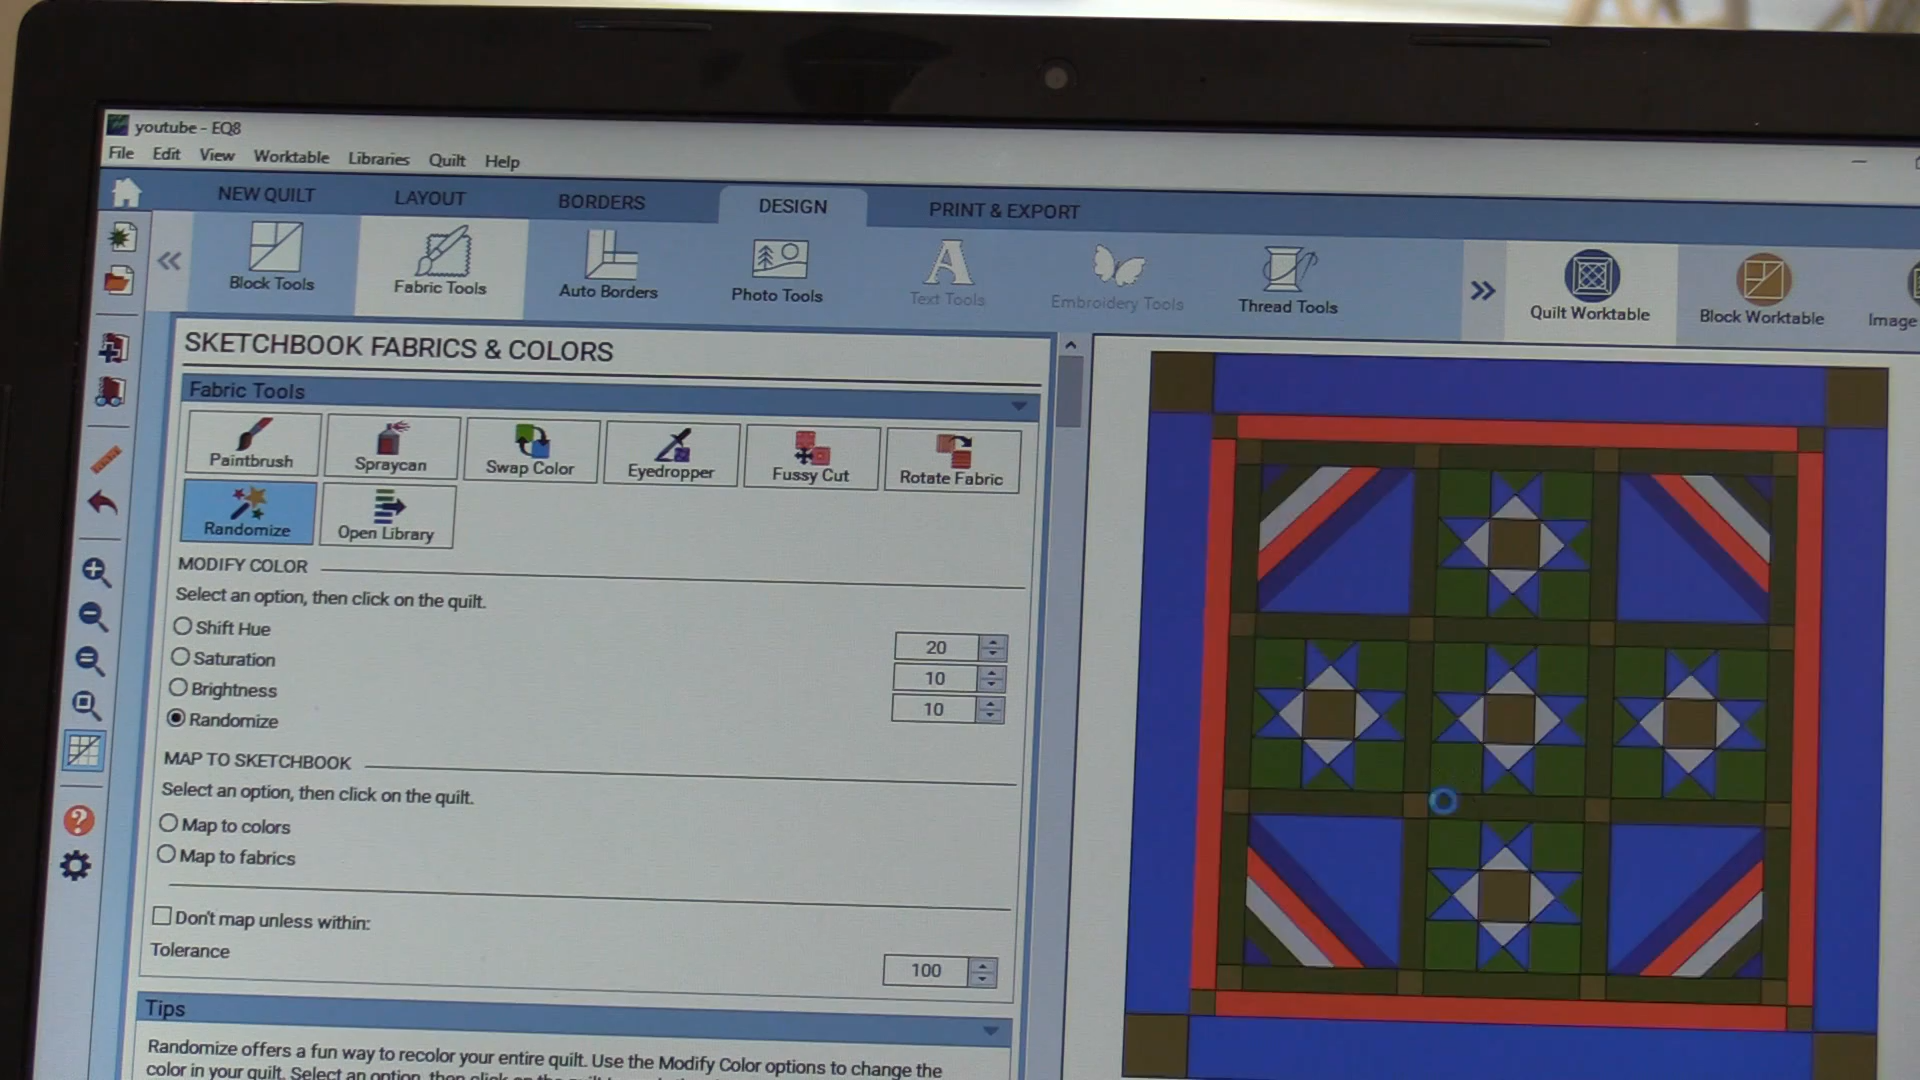 youtube - EQ8
File Edit View Worktable Libraries Quilt Help
NEW QUILT LAYOUT BORDERS DESIGN PRINT & EXPORT
Block Tools Fabric Tools Auto Borders Photo Tools Text Tools Embroidery Tools Thread Tools Quilt Worktable Block Worktable Image
SKETCHBOOK FABRICS & COLORS
Fabric Tools
Paintbrush Spraycan Swap Color Eyedropper Fussy Cut Rotate Fabric
Randomize Open Library
MODIFY COLOR
Select an option, then click on the quilt.
Shift Hue 20
Saturation 10
Brightness 10
Randomize
MAP TO SKETCHBOOK
Select an option, then click on the quilt.
Map to colors
Map to fabrics
Don't map unless within:
Tolerance 100
Tips
Randomize offers a fun way to recolor your entire quilt. Use the Modify Color options to change the
color in your quilt. Select an option, then click on the quilt